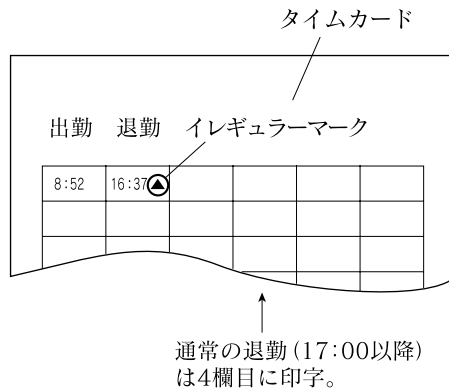 タイムカード
出勤 退勤 イレギュラーマーク
8:52 16:37
通常の退勤(17:00以降)
は4欄目に印字。